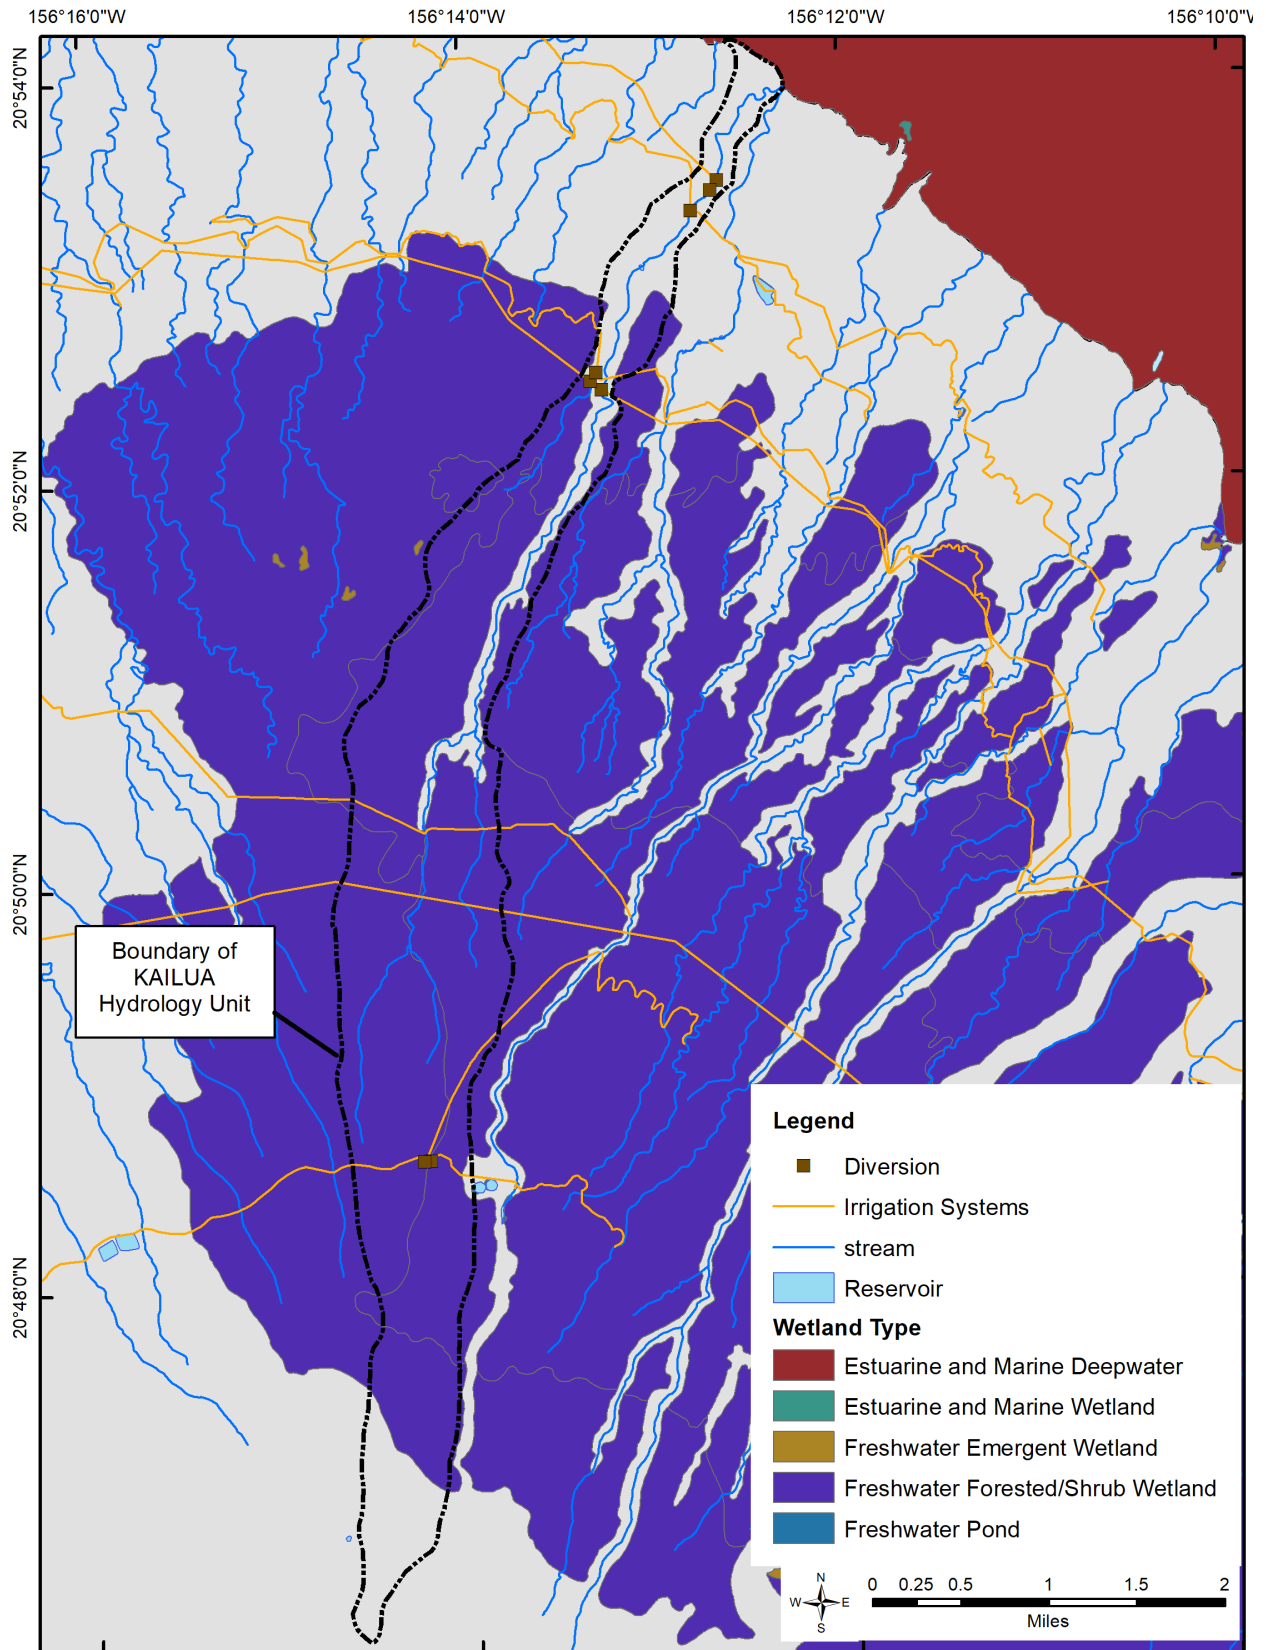 156°16'0"W
156°14'0"W
156°12'0"W
156°10'0"W
20°54'0"N
20°52'0"N
20°50'0"N
20°48'0"N
Boundary of
KAILUA
Hydrology Unit
Legend
Diversion
Irrigation Systems
stream
Reservoir
Wetland Type
Estuarine and Marine Deepwater
Estuarine and Marine Wetland
Freshwater Emergent Wetland
Freshwater Forested/Shrub Wetland
Freshwater Pond
N
W E
S
0 0.25 0.5 1 1.5 2
Miles